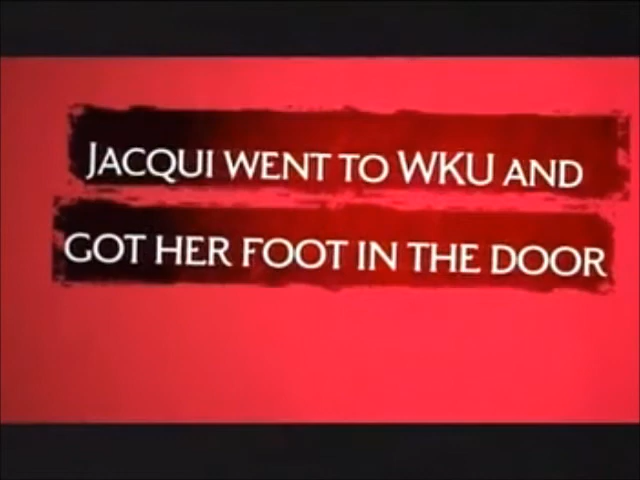 JACQUI WENT TO WKU AND
GOT HER FOOT IN THE DOOR